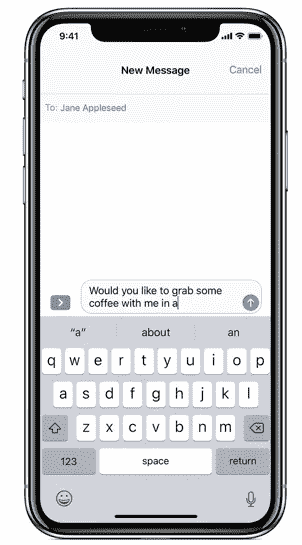 9:41
New Message Cancel
To: Jane Appleseed
Would you like to grab some
coffee with me in a
"a" about an
q w e r t y u i o p
a s d f g h j k l
z x c v b n m
123 space return